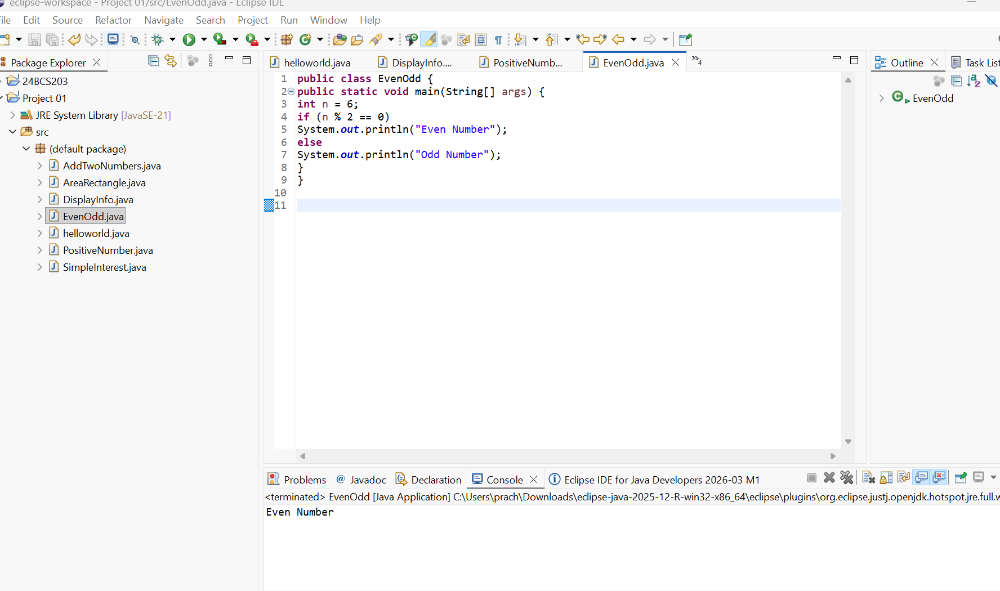 eclipse-workspace - Project 01/src/EvenOdd.java - Eclipse IDE
File Edit Source Refactor Navigate Search Project Run Window Help
Package Explorer
24BCS203
Project 01
JRE System Library [JavaSE-21]
src
(default package)
AddTwoNumbers.java
AreaRectangle.java
DisplayInfo.java
EvenOdd.java
helloworld.java
PositiveNumber.java
SimpleInterest.java
helloworld.java DisplayInfo.... PositiveNumb... EvenOdd.java 4
1 public class EvenOdd {
2 public static void main(String[] args) {
3 int n = 6;
4 if (n % 2 == 0)
5 System.out.println("Even Number");
6 else
7 System.out.println("Odd Number");
8 }
9 }
10
11
Outline Task List
EvenOdd
Problems Javadoc Declaration Console Eclipse IDE for Java Developers 2026-03 M1
<terminated> EvenOdd [Java Application] C:\Users\prach\Downloads\eclipse-java-2025-12-R-win32-x86_64\eclipse\plugins\org.eclipse.justj.openjdk.hotspot.jre.full.w
Even Number